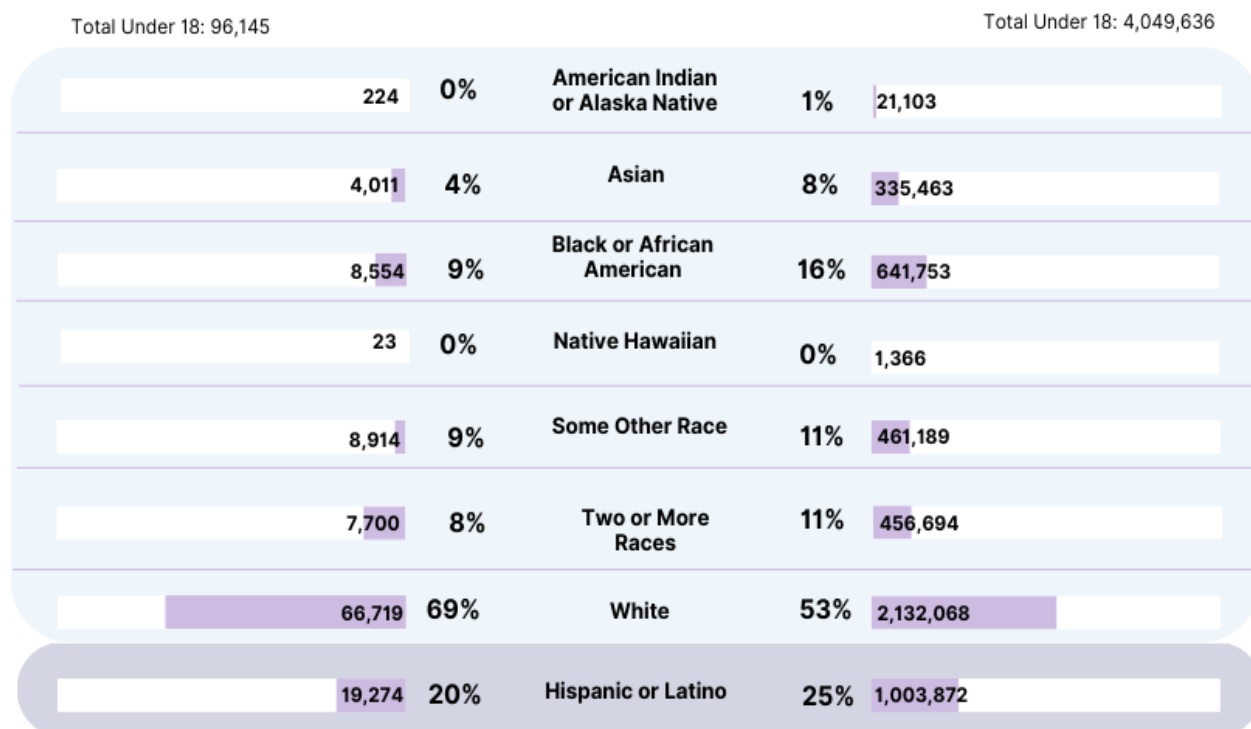 Total Under 18: 96,145
Total Under 18: 4,049,636
224 0% American Indian or Alaska Native 1% 21,103
4,011 4% Asian 8% 335,463
8,554 9% Black or African American 16% 641,753
23 0% Native Hawaiian 0% 1,366
8,914 9% Some Other Race 11% 461,189
7,700 8% Two or More Races 11% 456,694
66,719 69% White 53% 2,132,068
19,274 20% Hispanic or Latino 25% 1,003,872